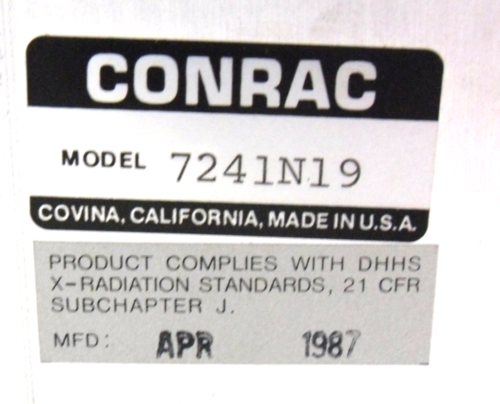 CONRAC
MODEL 7241N19
COVINA, CALIFORNIA, MADE IN U.S.A.
PRODUCT COMPLIES WITH DHHS
X-RADIATION STANDARDS, 21 CFR
SUBCHAPTER J.
MFD: APR 1987